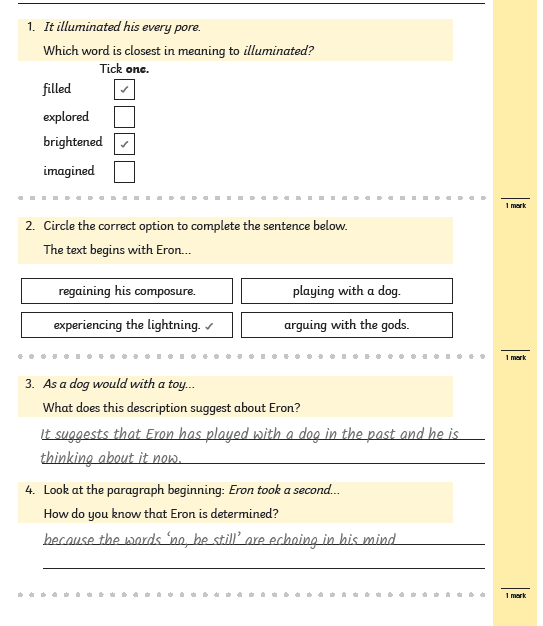 1. It illuminated his every pore.
Which word is closest in meaning to illuminated?
Tick one.
filled ✓
explored
brightened ✓
imagined
1 mark
2. Circle the correct option to complete the sentence below.
The text begins with Eron...
regaining his composure. playing with a dog.
experiencing the lightning. ✓ arguing with the gods.
1 mark
3. As a dog would with a toy...
What does this description suggest about Eron?
It suggests that Eron has played with a dog in the past and he is
thinking about it now.
4. Look at the paragraph beginning: Eron took a second...
How do you know that Eron is determined?
because the words 'no, be still' are echoing in his mind
1 mark